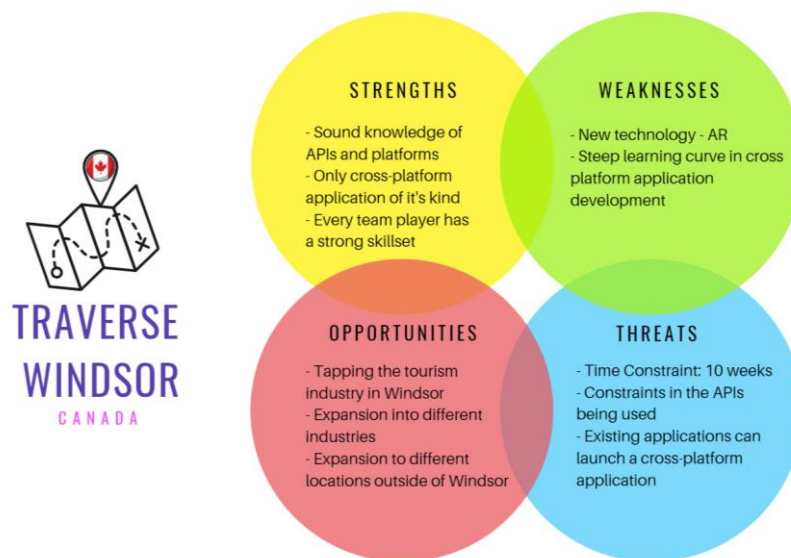 TRAVERSE
WINDSOR
CANADA
STRENGTHS
- Sound knowledge of
APIs and platforms
- Only cross-platform
application of it's kind
- Every team player has
a strong skillset
WEAKNESSES
- New technology - AR
- Steep learning curve in cross
platform application
development
OPPORTUNITIES
- Tapping the tourism
industry in Windsor
- Expansion into different
industries
- Expansion to different
locations outside of Windsor
THREATS
- Time Constraint: 10 weeks
- Constraints in the APIs
being used
- Existing applications can
launch a cross-platform
application